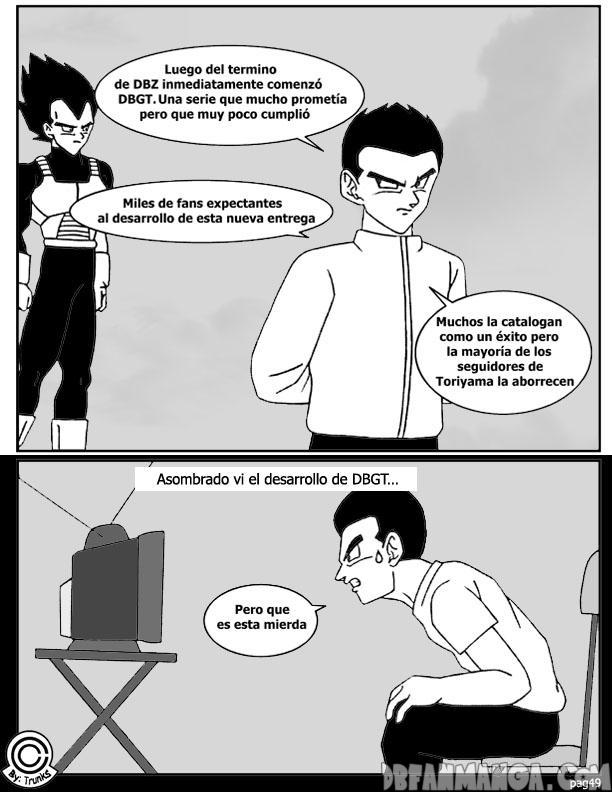 Luego del termino
de DBZ inmediatamente comenzó
DBGT. Una serie que mucho prometía
pero que muy poco cumplió
Miles de fans expectantes
al desarrollo de esta nueva entrega
Muchos la catalogan
como un éxito pero
la mayoría de los
seguidores de
Toriyama la aborrecen
Asombrado vi el desarrollo de DBGT...
Pero que
es esta mierda
By: Trunks
DBFANMANGA.COM
pag49